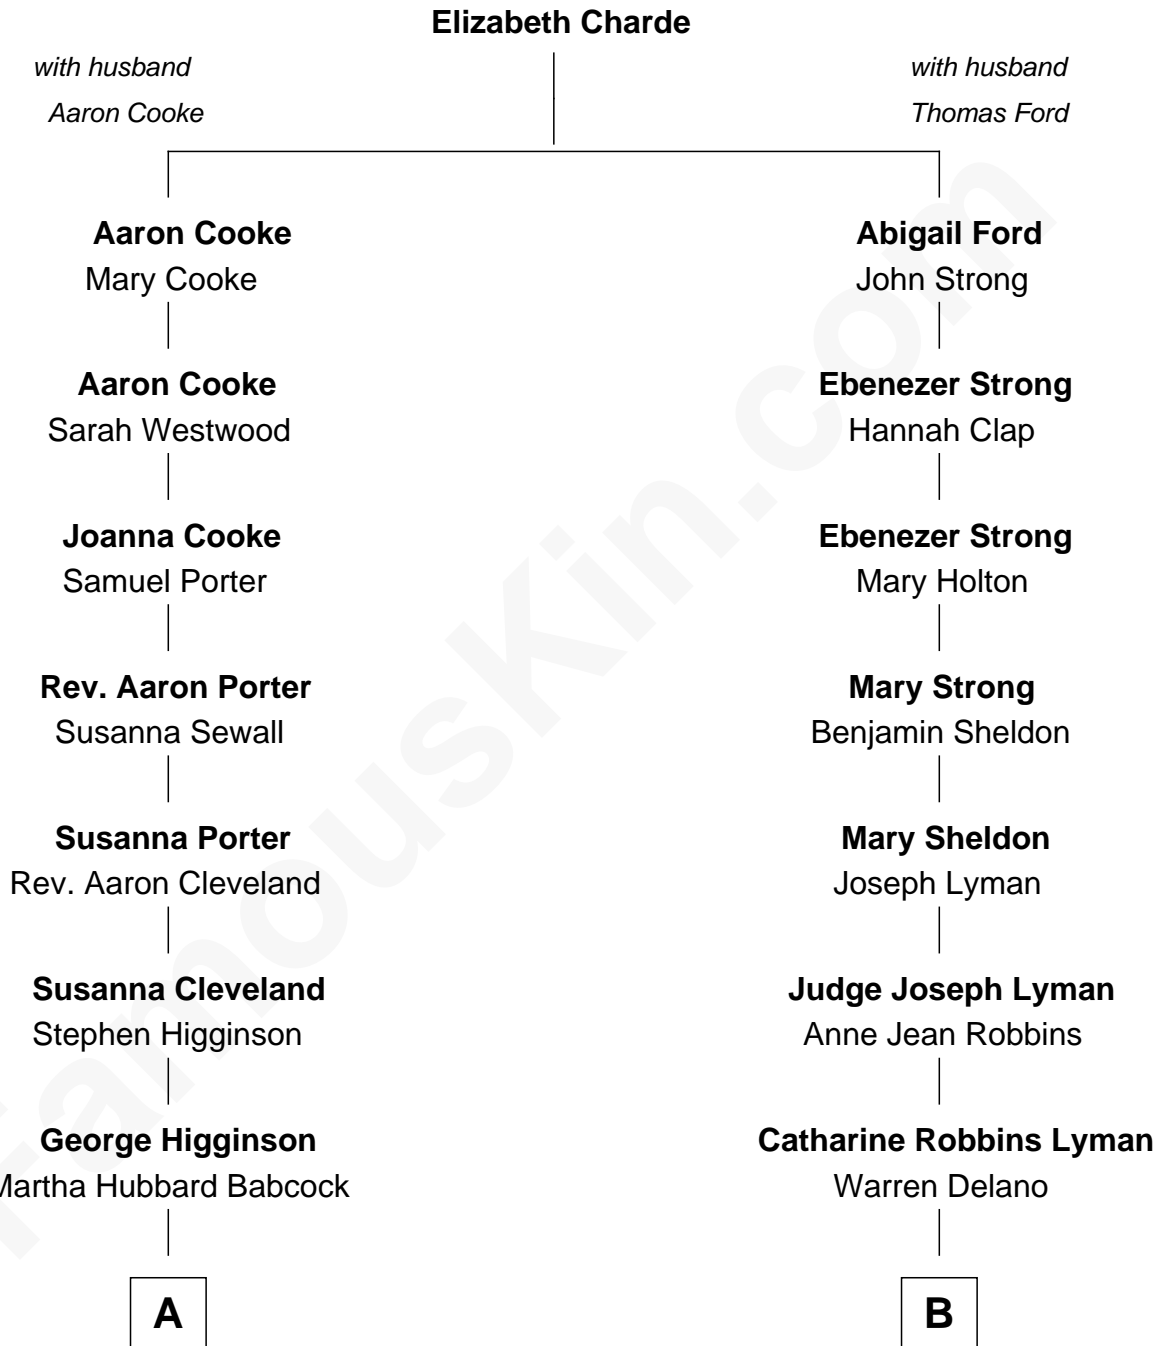 Elizabeth Charde
with husband
Aaron Cooke
with husband
Thomas Ford
Aaron Cooke
Mary Cooke
Abigail Ford
John Strong
Aaron Cooke
Sarah Westwood
Ebenezer Strong
Hannah Clap
Joanna Cooke
Samuel Porter
Ebenezer Strong
Mary Holton
Rev. Aaron Porter
Susanna Sewall
Mary Strong
Benjamin Sheldon
Susanna Porter
Rev. Aaron Cleveland
Mary Sheldon
Joseph Lyman
Susanna Cleveland
Stephen Higginson
Judge Joseph Lyman
Anne Jean Robbins
George Higginson
Martha Hubbard Babcock
Catharine Robbins Lyman
Warren Delano
A
B
FamousKin.com